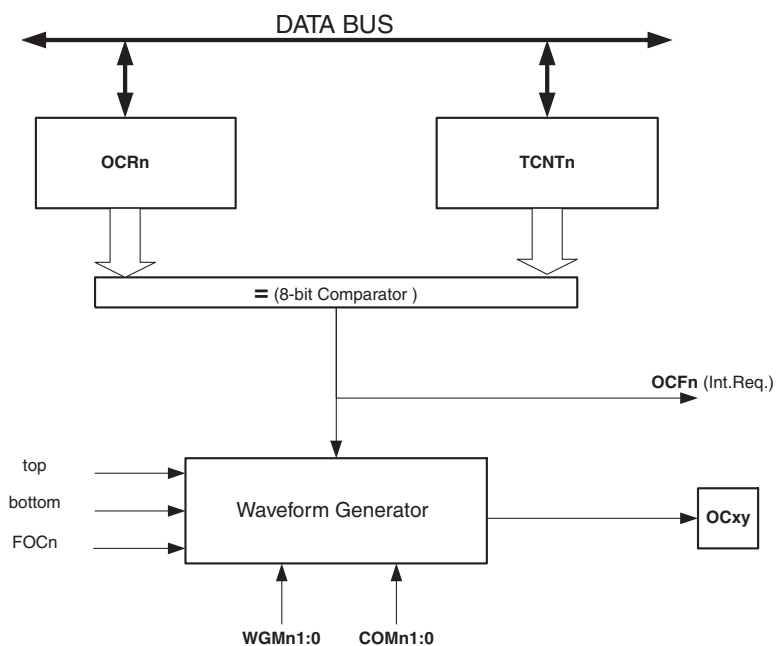 DATA BUS
OCRn
TCNTn
= (8-bit Comparator )
OCFn (Int.Req.)
top
bottom
FOCn
Waveform Generator
OCxy
WGMn1:0
COMn1:0